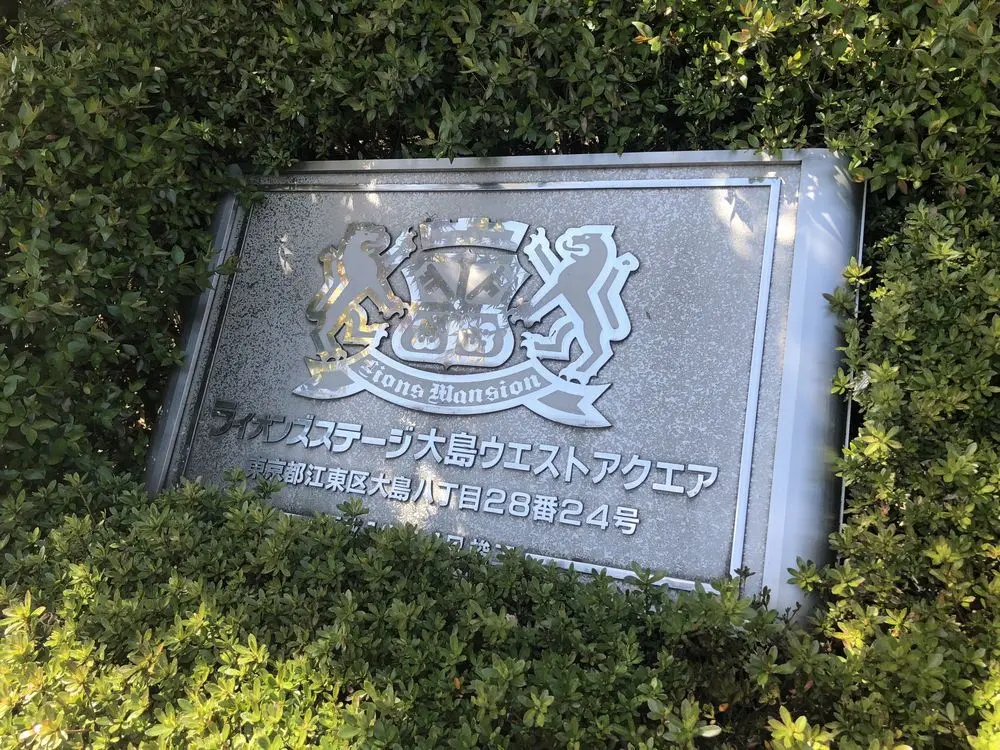 Lions Mansion
ライオンズステージ大島ウエストアクエア
東京都江東区大島八丁目28番24号